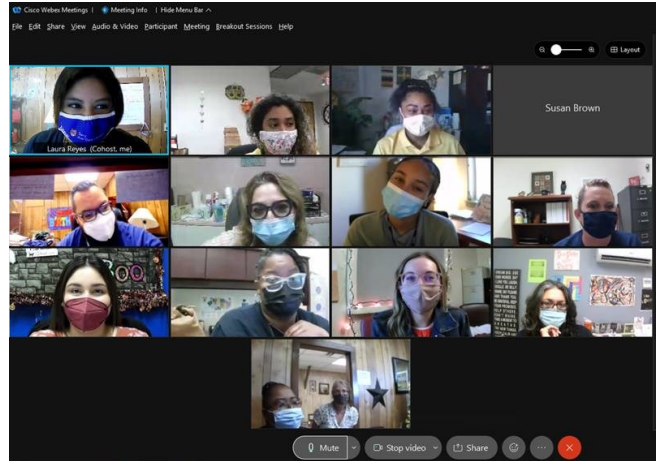 Cisco Webex Meetings | Meeting Info | Hide Menu Bar
File Edit Share View Audio & Video Participant Meeting Breakout Sessions Help
Layout
Laura Reyes (Cohost, me)
Susan Brown
BOO
Mute Stop video Share